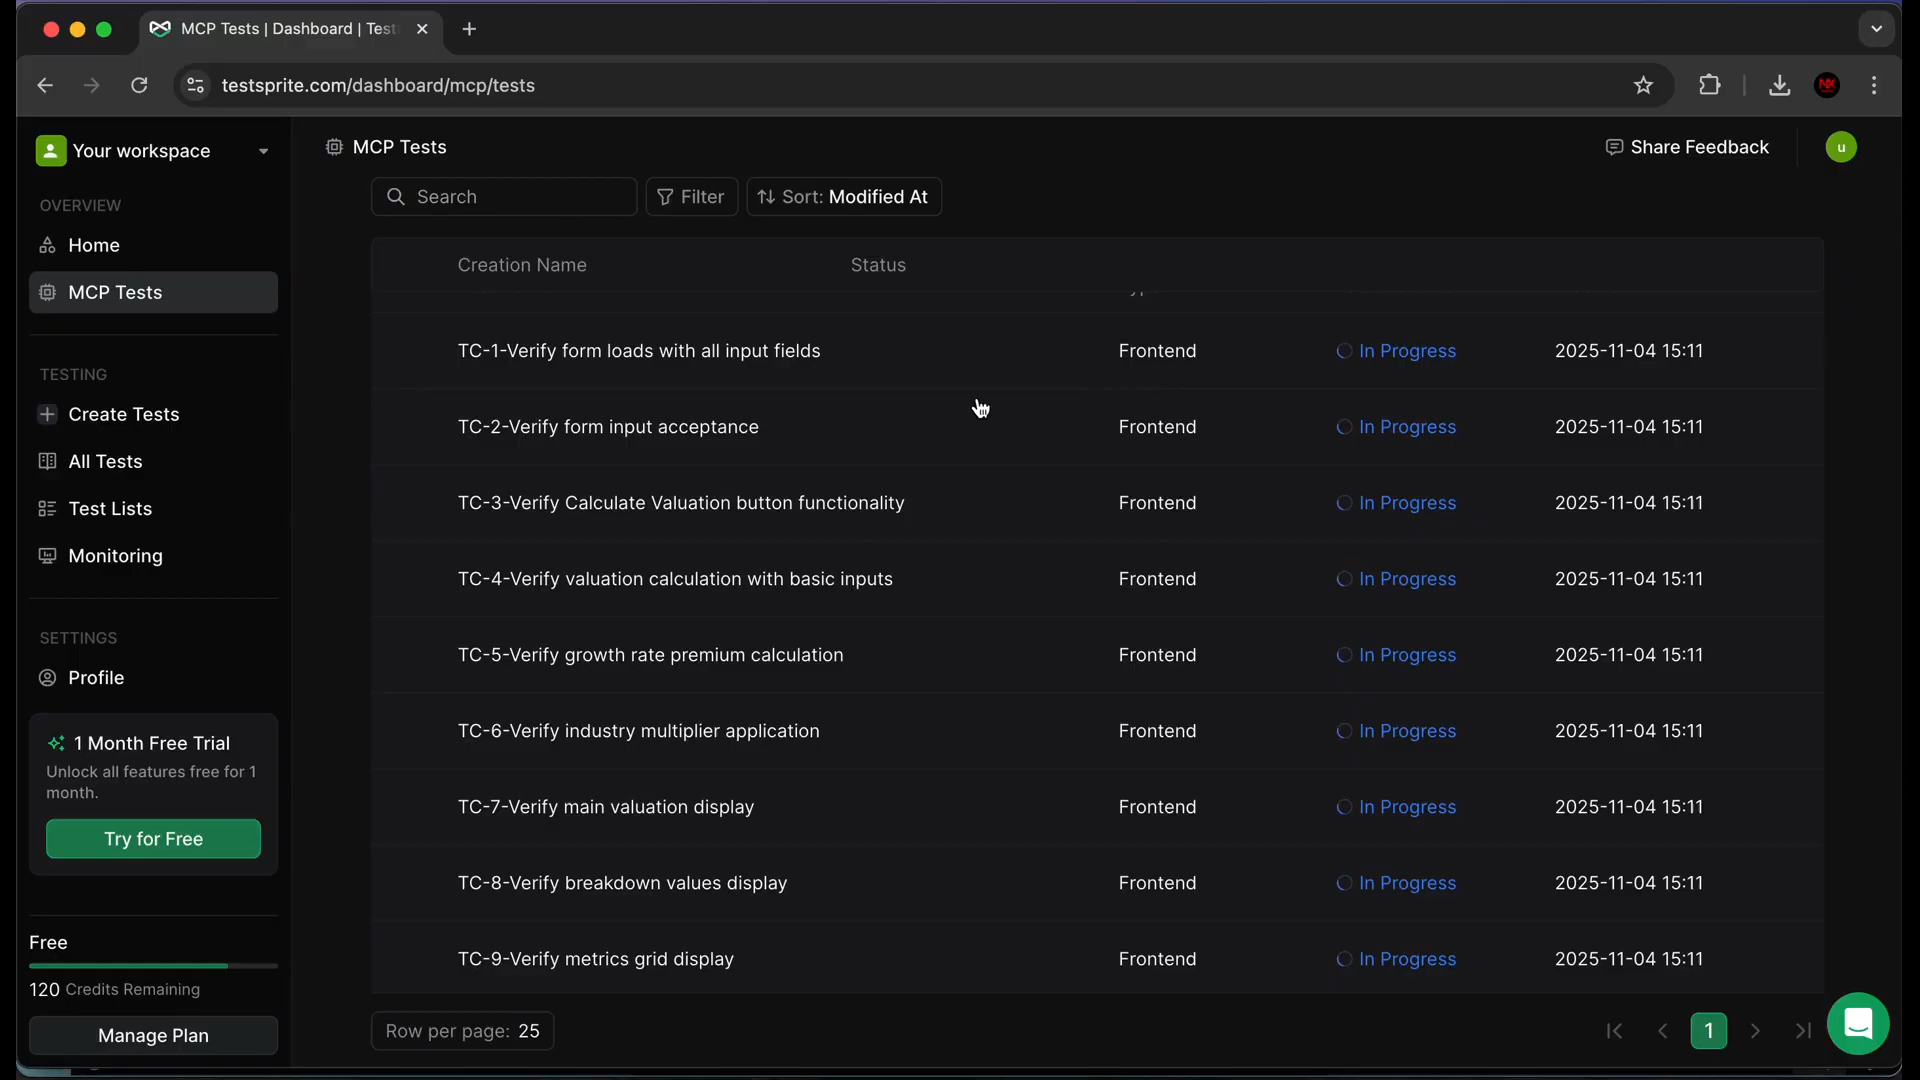 MCP Tests | Dashboard | Test
testsprite.com/dashboard/mcp/tests
Your workspace
MCP Tests
Share Feedback
u
Search
Filter
Sort: Modified At
OVERVIEW
Home
MCP Tests
TESTING
Create Tests
All Tests
Test Lists
Monitoring
SETTINGS
Profile
1 Month Free Trial
Unlock all features free for 1
month.
Try for Free
Free
120 Credits Remaining
Manage Plan
Creation Name Status
TC-1-Verify form loads with all input fields Frontend In Progress 2025-11-04 15:11
TC-2-Verify form input acceptance Frontend In Progress 2025-11-04 15:11
TC-3-Verify Calculate Valuation button functionality Frontend In Progress 2025-11-04 15:11
TC-4-Verify valuation calculation with basic inputs Frontend In Progress 2025-11-04 15:11
TC-5-Verify growth rate premium calculation Frontend In Progress 2025-11-04 15:11
TC-6-Verify industry multiplier application Frontend In Progress 2025-11-04 15:11
TC-7-Verify main valuation display Frontend In Progress 2025-11-04 15:11
TC-8-Verify breakdown values display Frontend In Progress 2025-11-04 15:11
TC-9-Verify metrics grid display Frontend In Progress 2025-11-04 15:11
Row per page: 25
1